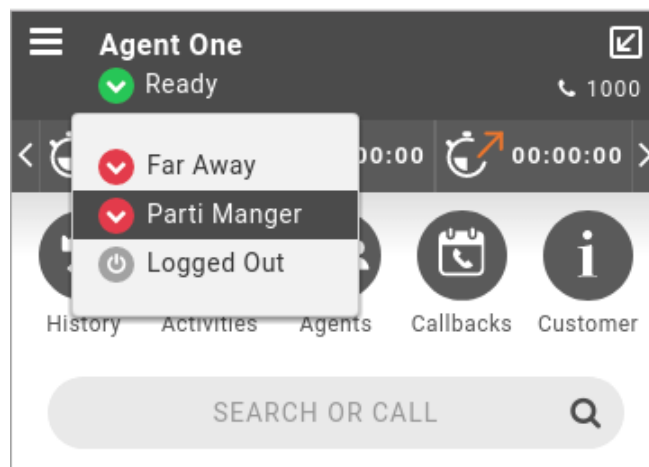 Agent One
Ready
1000
Far Away
00:00
00:00:00
Parti Manger
Logged Out
History Activities Agents Callbacks Customer
SEARCH OR CALL